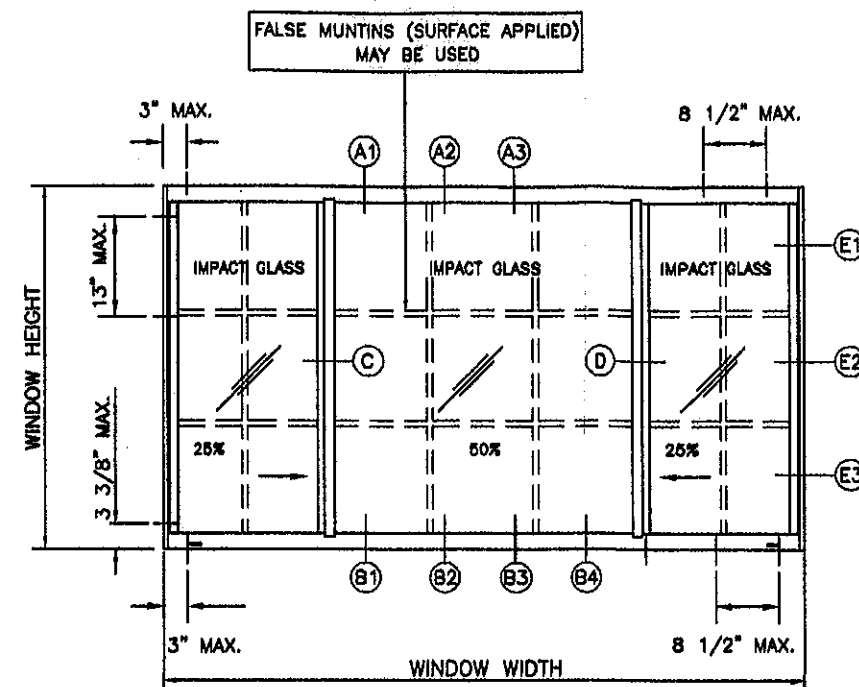 FALSE MUNTINS (SURFACE APPLIED)
MAY BE USED
3" MAX.
8 1/2" MAX.
A1
A2
A3
WINDOW HEIGHT
13" MAX.
IMPACT GLASS
MPACT GLASS
IMPACT GLASS
E1
C
D
E2
3 3/8" MAX.
25%
50%
25%
E3
B1
B2
B3
B4
3" MAX.
8 1/2" MAX.
WINDOW WIDTH